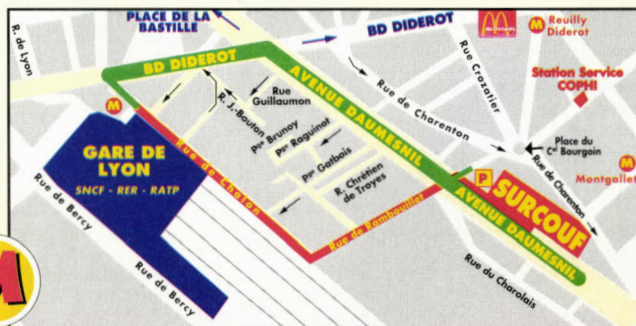 PLACE DE LA
BASTILLE
R. de Lyon
BD DIDEROT
BD DIDEROT
McDonald's
M Reuilly
Diderot
Rue Crozatier
Station Service
COPHI
Rue de Charenton
Place du
Cel Bourgoin
Rue de Charenton
M
Montgallet
AVENUE DAUMESNIL
Rue
Guillaumon
R. J.-Bouton
Pge Brunoy
Pge Raguinot
Pge Gatbois
R. Chrétien
de Troyes
M
GARE DE
LYON
SNCF - RER - RATP
Rue de Chalon
Rue de Rambouillet
P
SURCOUF
AVENUE DAUMESNIL
Rue de Bercy
Rue de Bercy
Rue du Charolais
M